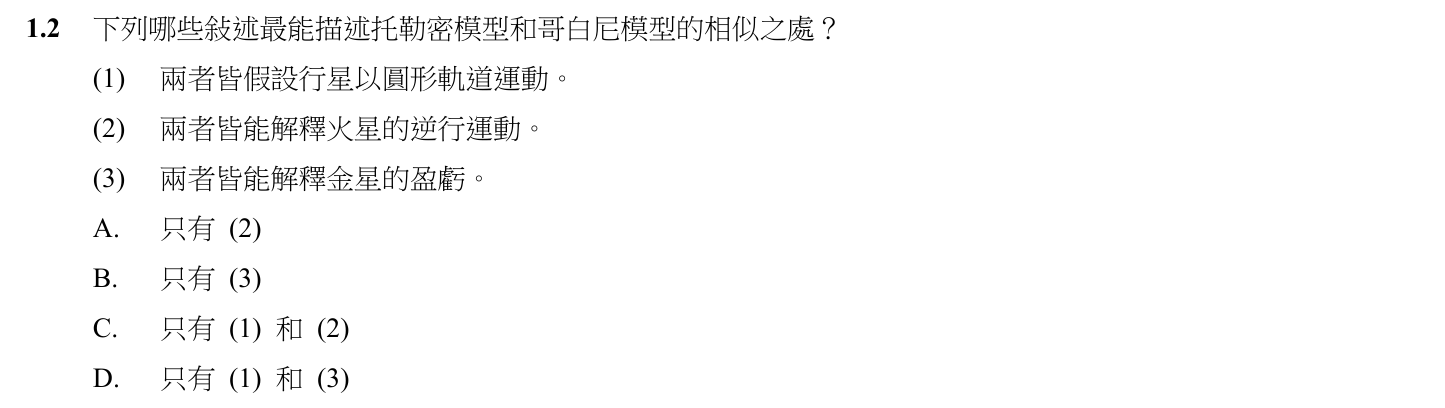 1.2 下列哪些敍述最能描述托勒密模型和哥白尼模型的相似之處？
(1) 兩者皆假設行星以圓形軌道運動。
(2) 兩者皆能解釋火星的逆行運動。
(3) 兩者皆能解釋金星的盈虧。
A. 只有 (2)
B. 只有 (3)
C. 只有 (1) 和 (2)
D. 只有 (1) 和 (3)